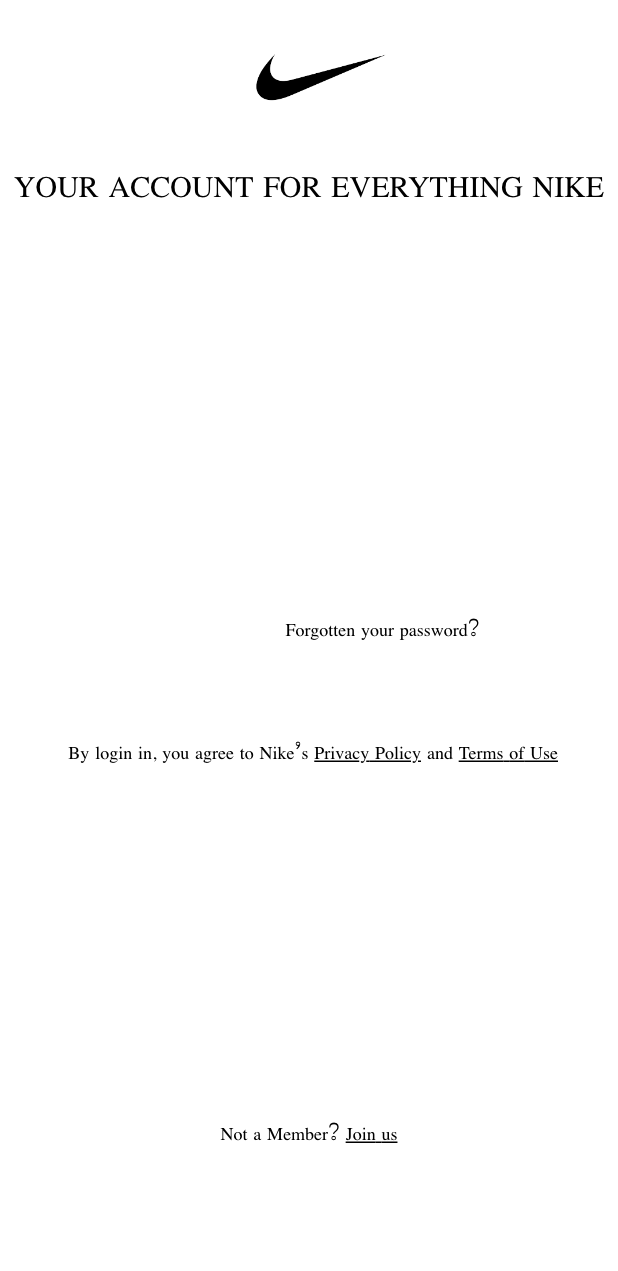 YOUR ACCOUNT FOR EVERYTHING NIKE
Forgotten your password?
By login in, you agree to Nike's Privacy Policy and Terms of Use
Not a Member? Join us